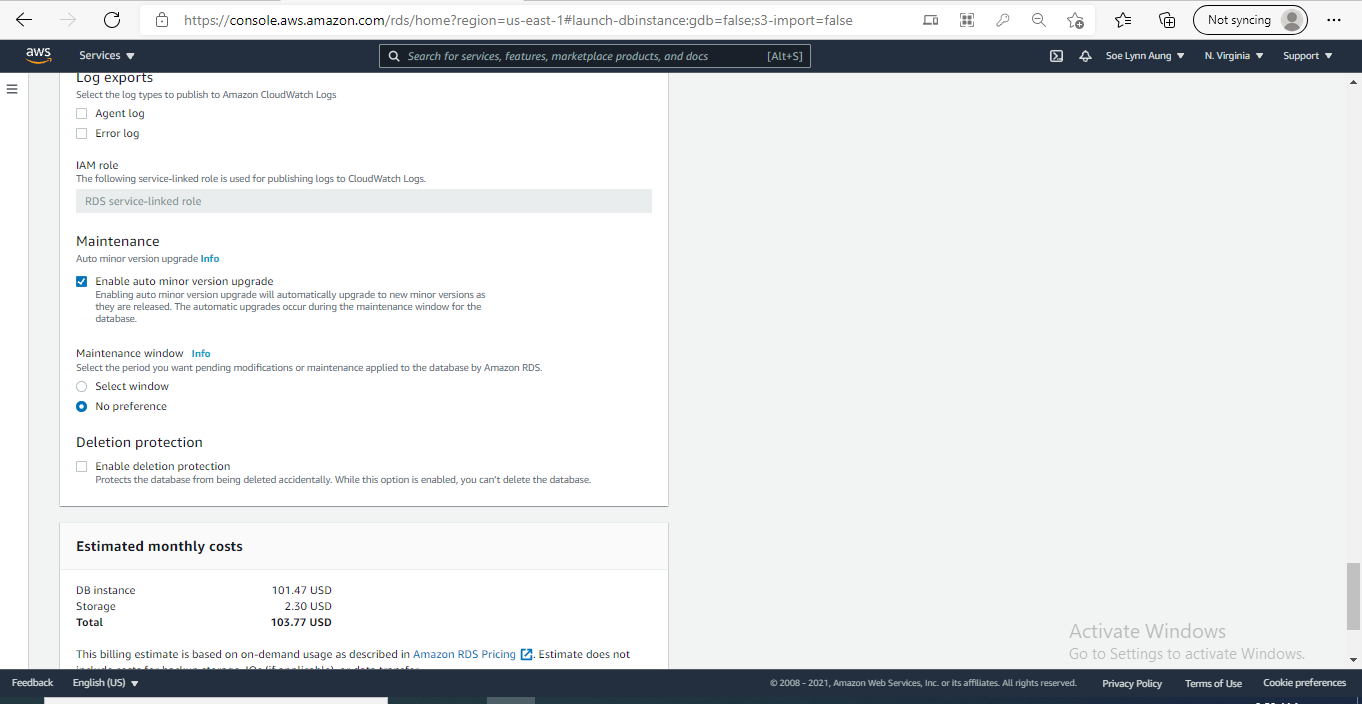 https://console.aws.amazon.com/rds/home?region=us-east-1#launch-dbinstance:gdb=false;s3-import=false
Not syncing
aws
Services
Search for services, features, marketplace products, and docs
[Alt+S]
Soe Lynn Aung
N. Virginia
Support
Log exports
Select the log types to publish to Amazon CloudWatch Logs
Agent log
Error log
IAM role
The following service-linked role is used for publishing logs to CloudWatch Logs.
RDS service-linked role
Maintenance
Auto minor version upgrade Info
Enable auto minor version upgrade
Enabling auto minor version upgrade will automatically upgrade to new minor versions as
they are released. The automatic upgrades occur during the maintenance window for the
database.
Maintenance window Info
Select the period you want pending modifications or maintenance applied to the database by Amazon RDS.
Select window
No preference
Deletion protection
Enable deletion protection
Protects the database from being deleted accidentally. While this option is enabled, you can't delete the database.
Estimated monthly costs
DB instance 101.47 USD
Storage 2.30 USD
Total 103.77 USD
This billing estimate is based on on-demand usage as described in Amazon RDS Pricing. Estimate does not
include costs for backup storage, IOs (if applicable), or data transfer.
Activate Windows
Go to Settings to activate Windows.
Feedback
English (US)
© 2008 - 2021, Amazon Web Services, Inc. or its affiliates. All rights reserved.
Privacy Policy
Terms of Use
Cookie preferences